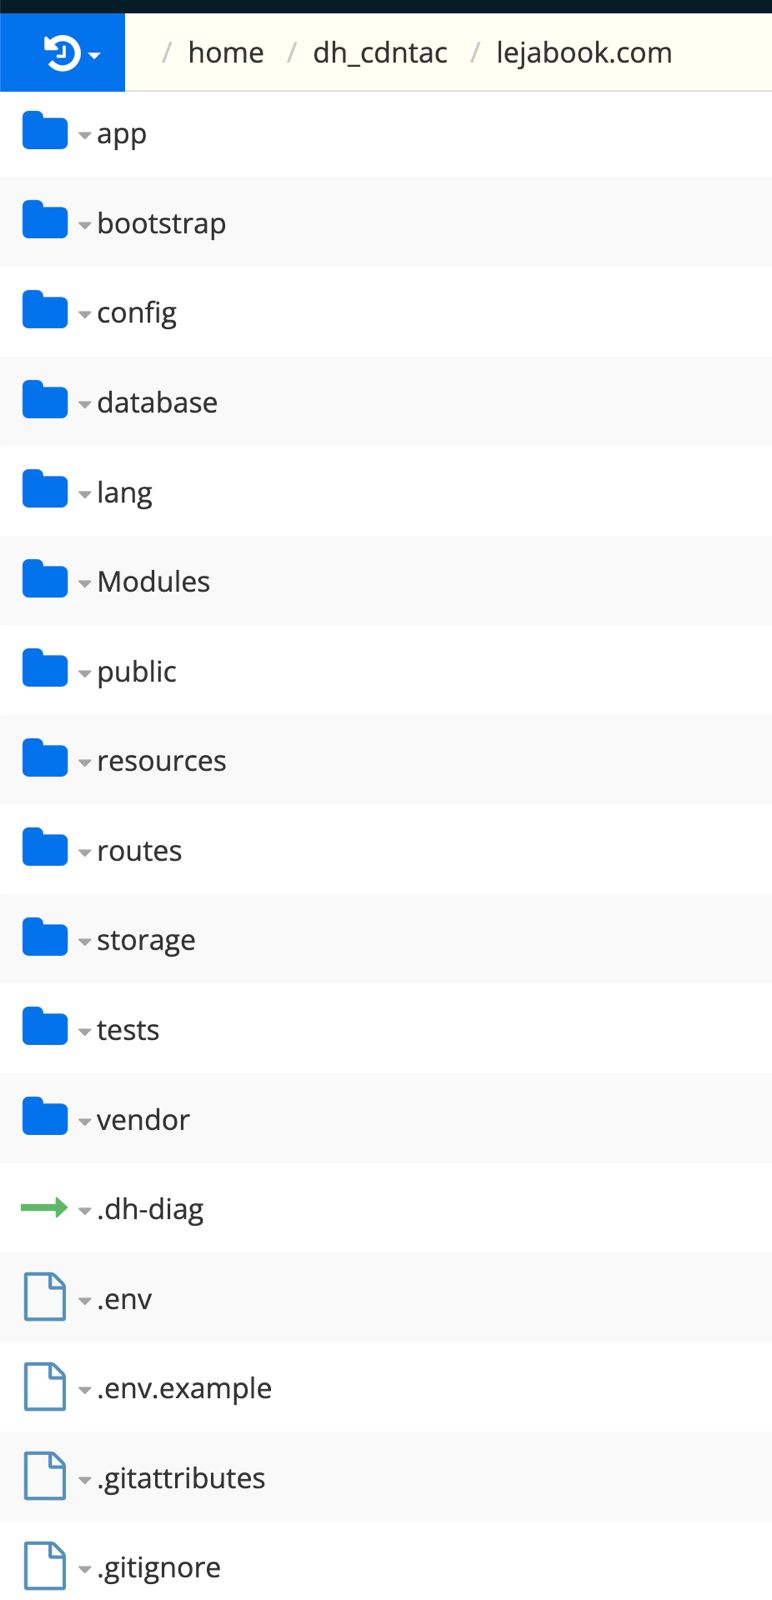 / home / dh_cdntac / lejabook.com
app
bootstrap
config
database
lang
Modules
public
resources
routes
storage
tests
vendor
.dh-diag
.env
.env.example
.gitattributes
.gitignore